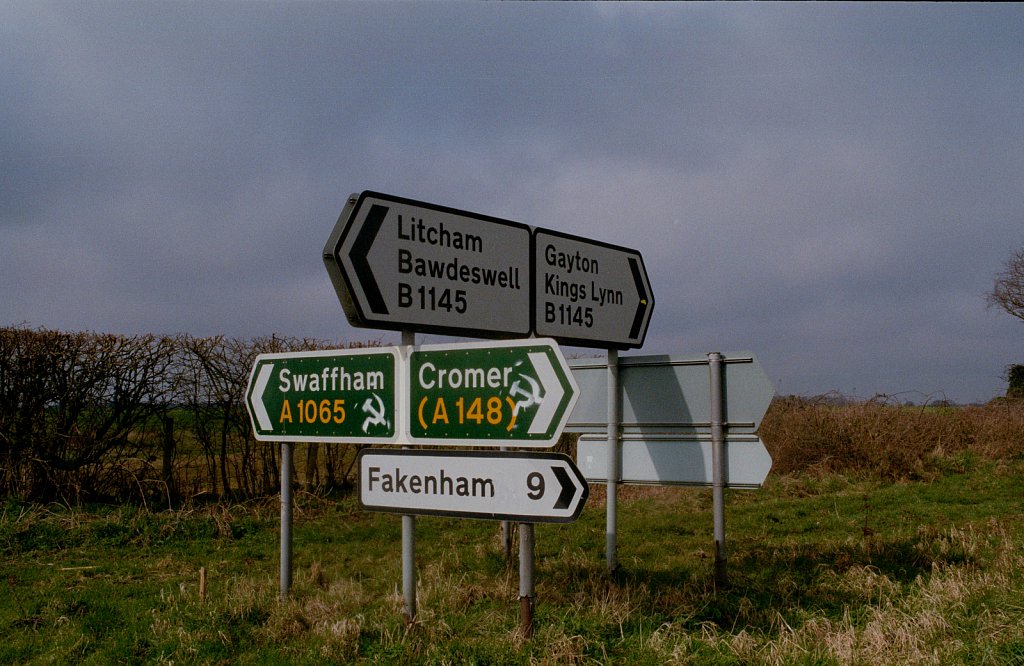 Litcham
Bawdeswell
B1145
Gayton
Kings Lynn
B1145
Swaffham
A1065
Cromer
(A148)
Fakenham 9